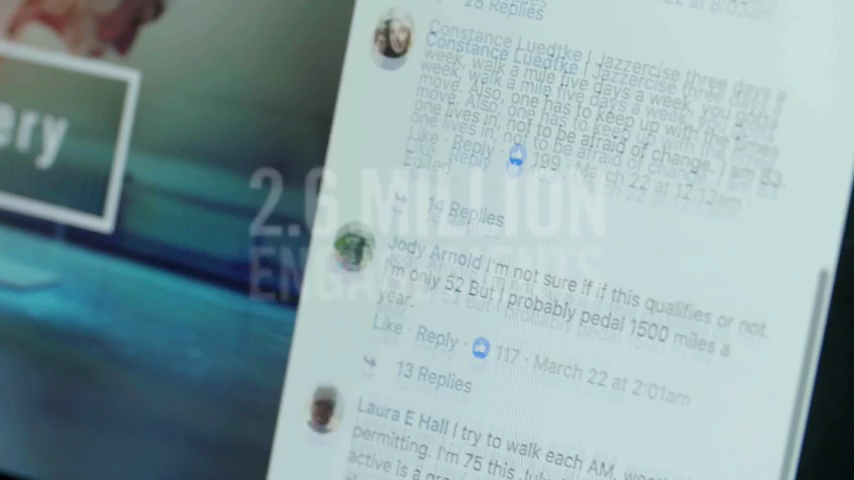 28 Replies
ery
Constance Luedtke | Jazzercise three days a
week, walk a mile five days a week, you gotta
move. Also, one has to keep up with the times
one lives in, not to be afraid of change. I am 83.
Like · Reply · 199 · March 22 at 12:13am ·
Edited
14 Replies
2.6 MILLION
ENGAGEMENTS
Jody Arnold I'm not sure if if this qualifies or not.
I'm only 52 But I probably pedal 1500 miles a
year.
Like · Reply · 117 · March 22 at 2:01am
13 Replies
Laura E Hall I try to walk each AM, 
permitting. I'm 75 this July
active is a